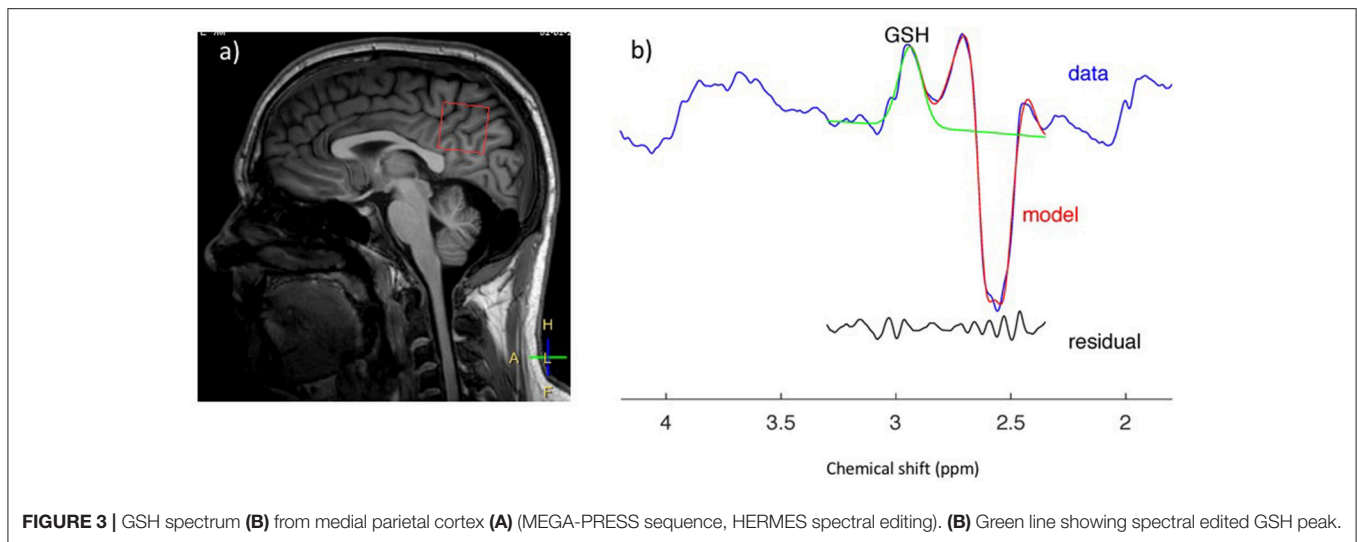 a)
H
A
L
F
b)
GSH
data
model
residual
4 3.5 3 2.5 2
Chemical shift (ppm)
FIGURE 3 | GSH spectrum (B) from medial parietal cortex (A) (MEGA-PRESS sequence, HERMES spectral editing). (B) Green line showing spectral edited GSH peak.